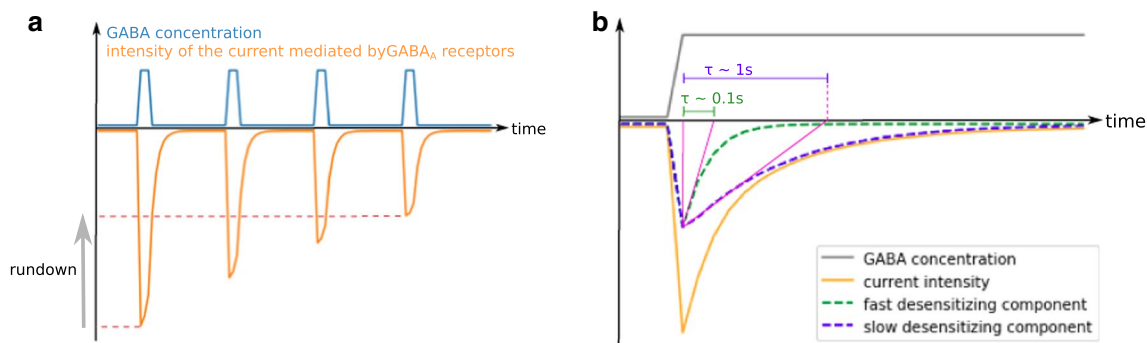 a
GABA concentration
intensity of the current mediated byGABAA receptors
time
rundown
b
τ ~ 1s
τ ~ 0.1s
time
GABA concentration
current intensity
fast desensitizing component
slow desensitizing component